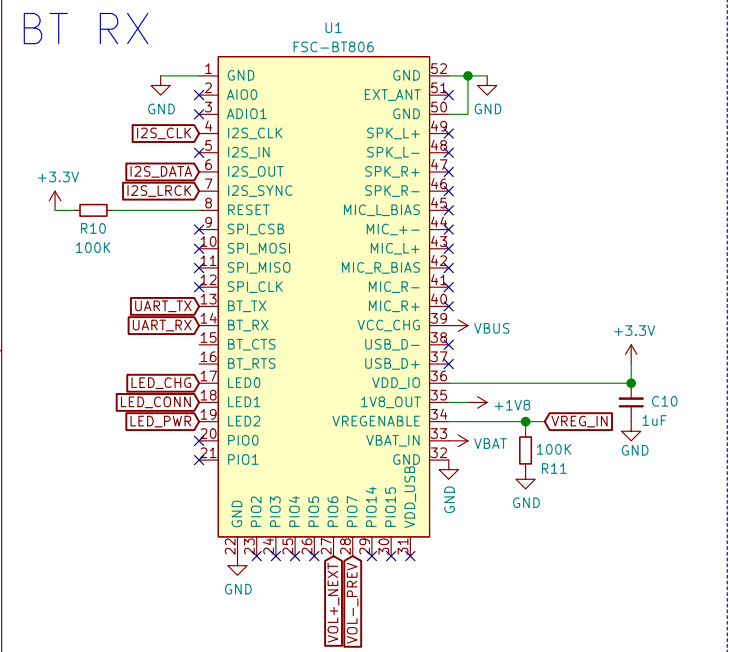 BT RX
U1
FSC-BT806
1 GND
2 AIO0
3 ADIO1
4 I2S_CLK
5 I2S_IN
6 I2S_OUT
7 I2S_SYNC
8 RESET
9 SPI_CSB
10 SPI_MOSI
11 SPI_MISO
12 SPI_CLK
13 BT_TX
14 BT_RX
15 BT_CTS
16 BT_RTS
17 LED0
18 LED1
19 LED2
20 PIO0
21 PIO1
GND 52
EXT_ANT 51
GND 50
SPK_L+ 49
SPK_L- 48
SPK_R+ 47
SPK_R- 46
MIC_L_BIAS 45
MIC_+- 44
MIC_L+ 43
MIC_R_BIAS 42
MIC_R- 41
MIC_R+ 40
VCC_CHG 39
USB_D- 38
USB_D+ 37
VDD_IO 36
1V8_OUT 35
VREGENABLE 34
VBAT_IN 33
GND 32
22 GND
23 PIO2
24 PIO3
25 PIO4
26 PIO5
27 PIO6
28 PIO7
29 PIO14
30 PIO15
31 VDD_USB
GND
I2S_CLK
I2S_DATA
I2S_LRCK
+3.3V
R10
100K
UART_TX
UART_RX
LED_CHG
LED_CONN
LED_PWR
GND
VOL+_NEXT
VOL-_PREV
GND
VBUS
+3.3V
C10
1uF
GND
+1V8
VREG_IN
VBAT
100K
R11
GND
GND